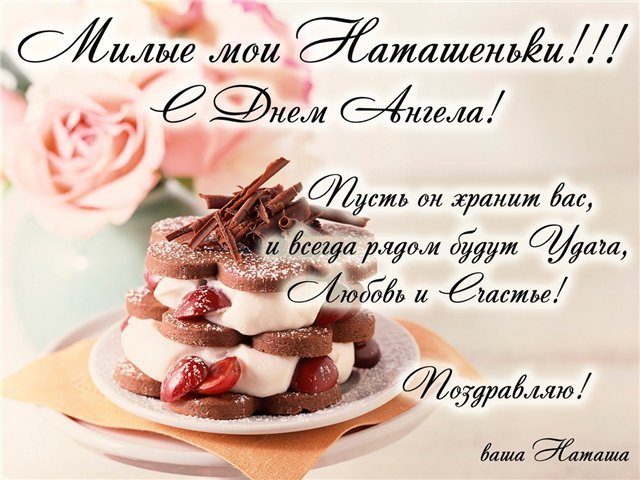 Милые мои Наташеньки!!!
С Днем Ангела!
Пусть он хранит вас,
и всегда рядом будут Удача,
Любовь и Счастье!
Поздравляю!
ваша Наташа